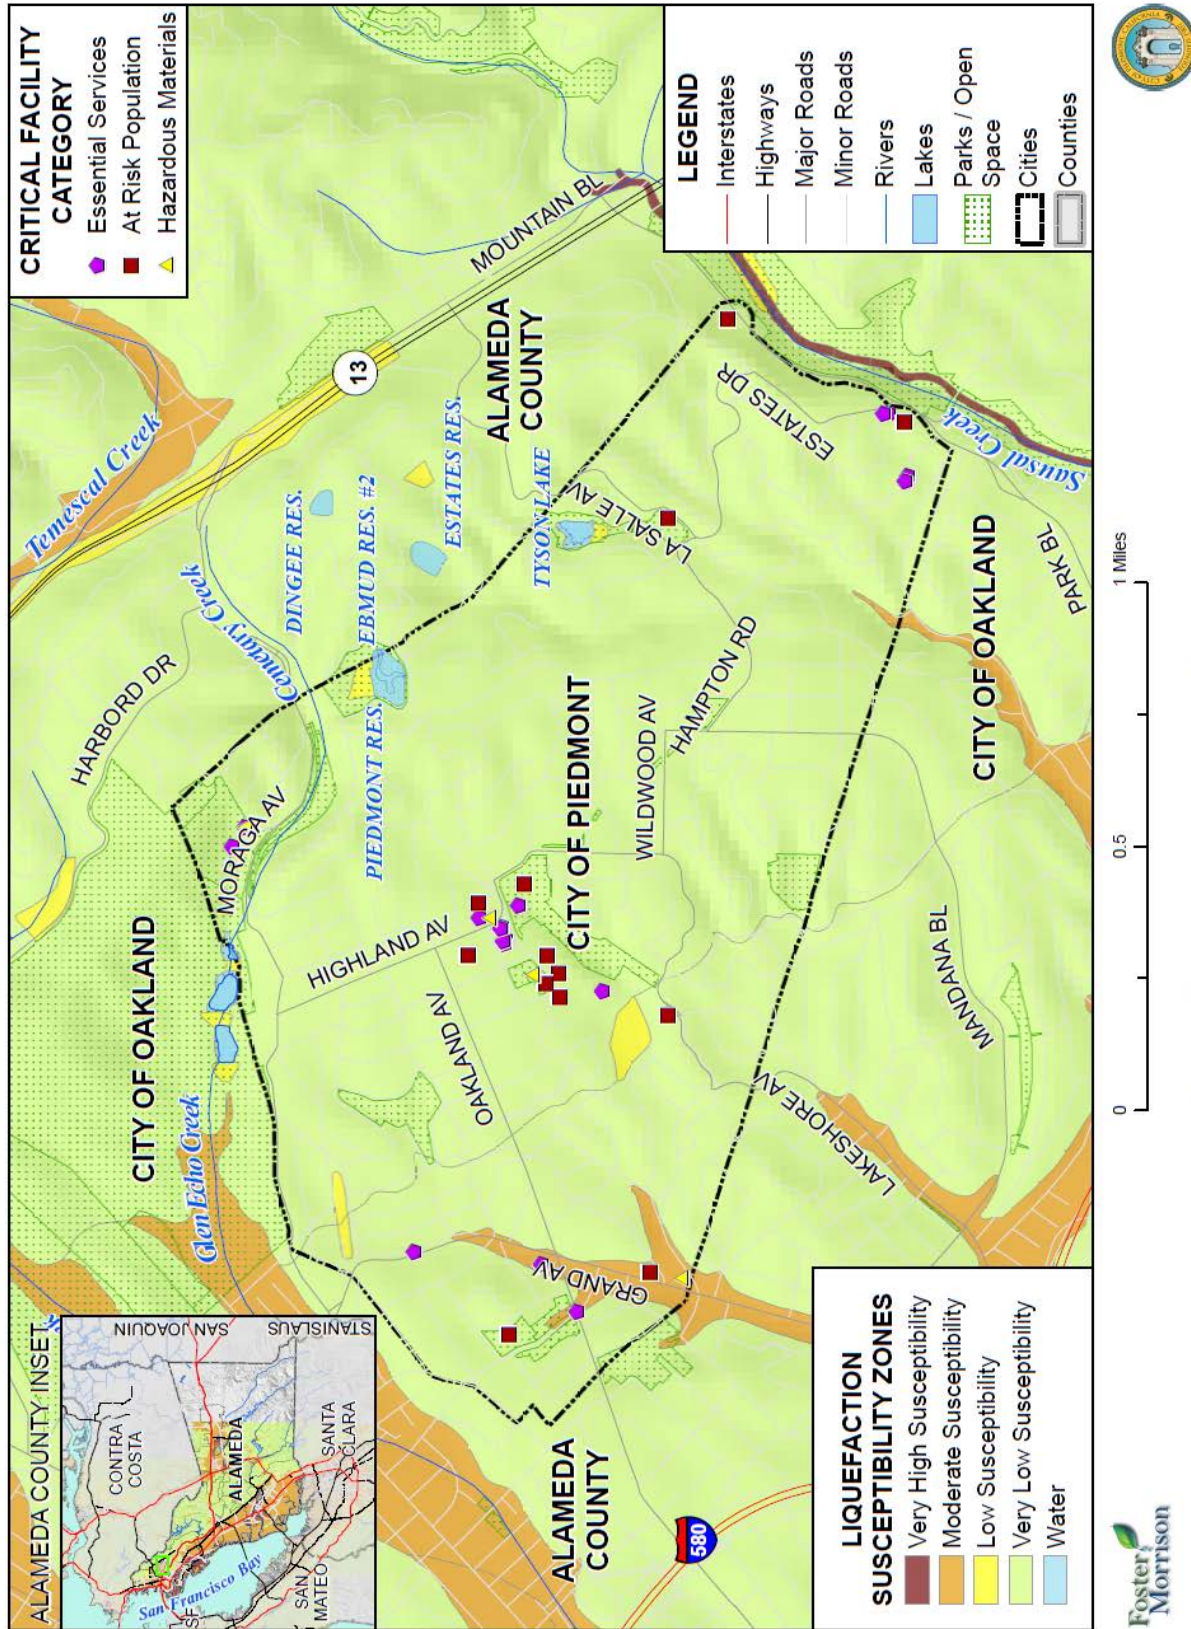 ALAMEDA COUNTY INSET
CONTRA
COSTA
SAN JOAQUIN
STANISLAUS
ALAMEDA
SANTA
CLARA
SAN
MATEO
SF
San Francisco Bay
CRITICAL FACILITY
CATEGORY
Essential Services
At Risk Population
Hazardous Materials
CITY OF OAKLAND
HARBORD DR
Temescal Creek
Glen Echo Creek
MORAGA AV
Cemetary Creek
13
DINGEE RES.
EBMUD RES. #2
PIEDMONT RES.
ESTATES RES.
MOUNTAIN BL
ALAMEDA
COUNTY
TYSON LAKE
HIGHLAND AV
OAKLAND AV
LA SALLE AV
CITY OF PIEDMONT
WILDWOOD AV
HAMPTON RD
ESTATES DR
GRAND AV
ALAMEDA
COUNTY
580
LAKESHORE AV
MANDANA BL
CITY OF OAKLAND
PARK BL
Sausal Creek
LIQUEFACTION
SUSCEPTIBILITY ZONES
Very High Susceptibility
Moderate Susceptibility
Low Susceptibility
Very Low Susceptibility
Water
LEGEND
Interstates
Highways
Major Roads
Minor Roads
Rivers
Lakes
Parks / Open
Space
Cities
Counties
0
0.5
1 Miles
Foster
Morrison